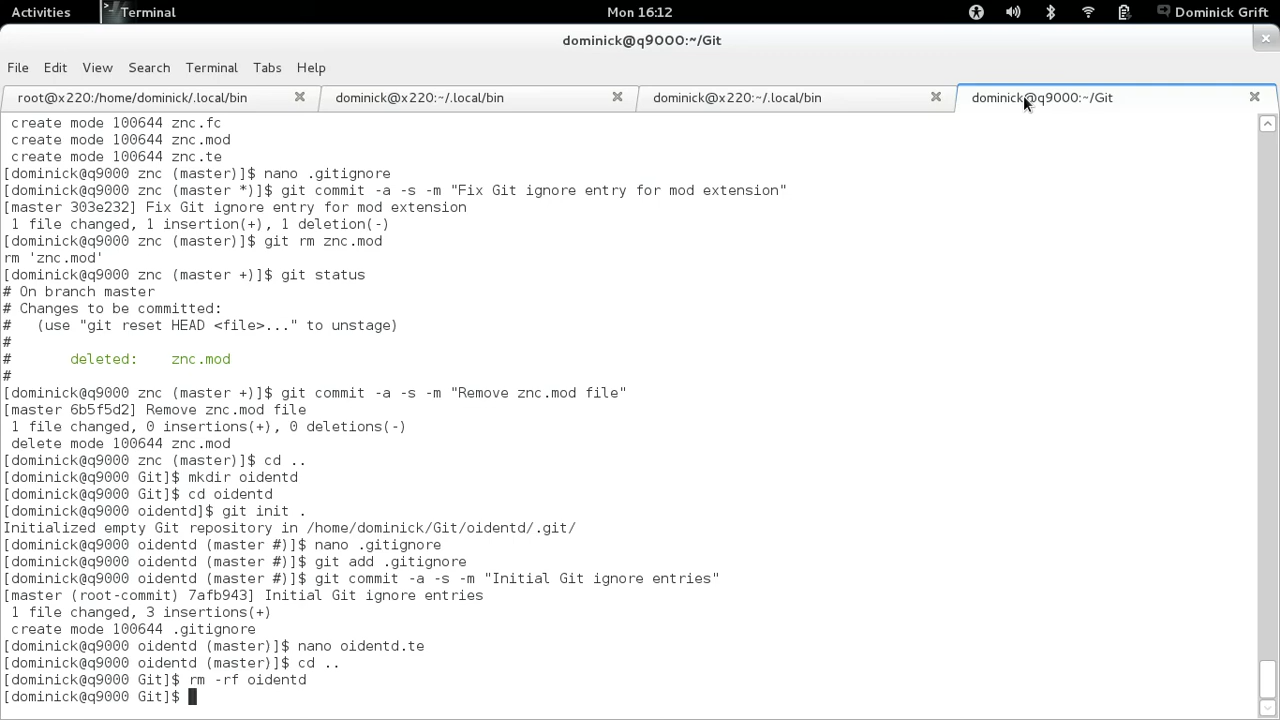 Activities Terminal Mon 16:12 Dominick Grift
dominick@q9000:~/Git
File Edit View Search Terminal Tabs Help
root@x220:/home/dominick/.local/bin dominick@x220:~/.local/bin dominick@x220:~/.local/bin dominick@q9000:~/Git
create mode 100644 znc.fc
create mode 100644 znc.mod
create mode 100644 znc.te
[dominick@q9000 znc (master)]$ nano .gitignore
[dominick@q9000 znc (master *)]$ git commit -a -s -m "Fix Git ignore entry for mod extension"
[master 303e232] Fix Git ignore entry for mod extension
1 file changed, 1 insertion(+), 1 deletion(-)
[dominick@q9000 znc (master)]$ git rm znc.mod
rm 'znc.mod'
[dominick@q9000 znc (master +)]$ git status
# On branch master
# Changes to be committed:
#   (use "git reset HEAD <file>..." to unstage)
#
#       deleted:    znc.mod
#
[dominick@q9000 znc (master +)]$ git commit -a -s -m "Remove znc.mod file"
[master 6b5f5d2] Remove znc.mod file
1 file changed, 0 insertions(+), 0 deletions(-)
delete mode 100644 znc.mod
[dominick@q9000 znc (master)]$ cd ..
[dominick@q9000 Git]$ mkdir oidentd
[dominick@q9000 Git]$ cd oidentd
[dominick@q9000 oidentd]$ git init .
Initialized empty Git repository in /home/dominick/Git/oidentd/.git/
[dominick@q9000 oidentd (master #)]$ nano .gitignore
[dominick@q9000 oidentd (master #)]$ git add .gitignore
[dominick@q9000 oidentd (master #)]$ git commit -a -s -m "Initial Git ignore entries"
[master (root-commit) 7afb943] Initial Git ignore entries
1 file changed, 3 insertions(+)
create mode 100644 .gitignore
[dominick@q9000 oidentd (master)]$ nano oidentd.te
[dominick@q9000 oidentd (master)]$ cd ..
[dominick@q9000 Git]$ rm -rf oidentd
[dominick@q9000 Git]$